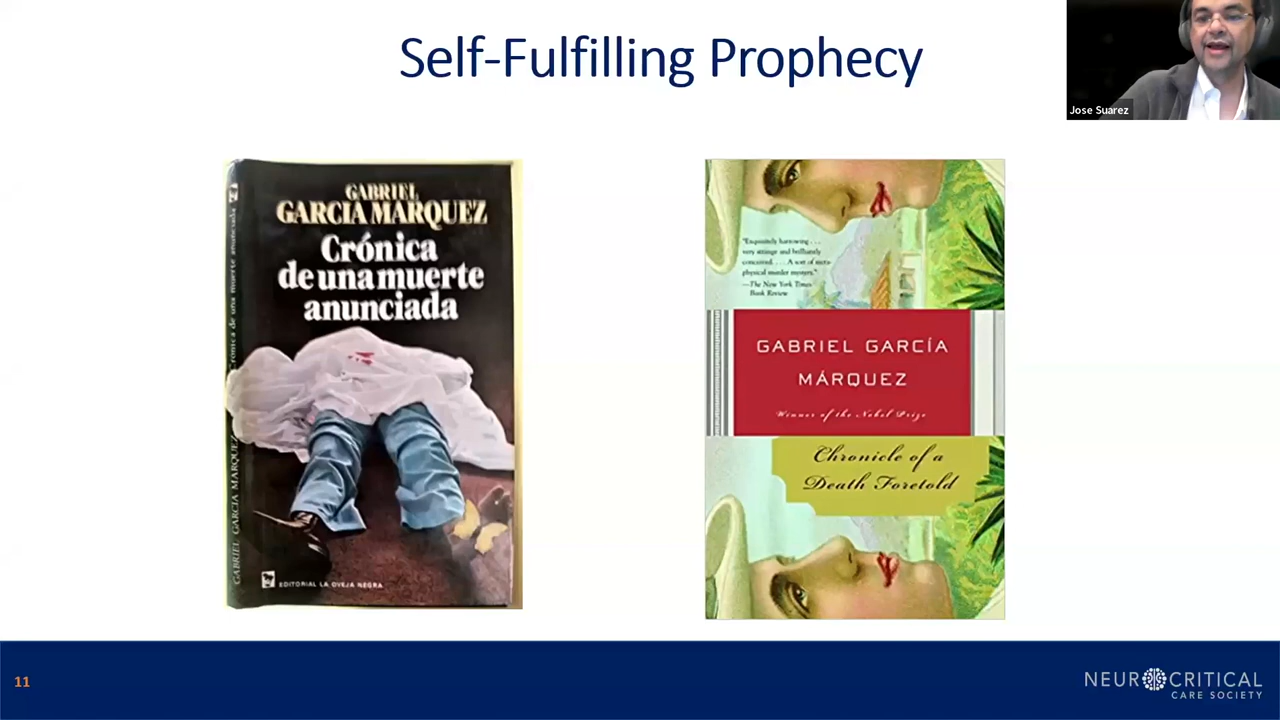 Self-Fulfilling Prophecy
Jose Suarez
GABRIEL
GARCIA MARQUEZ
Crónica
de una muerte
anunciada
GABRIEL GARCIA MARQUEZ Crónica de una muerte anunciada
EDITORIAL LA OVEJA NEGRA
"Exquisitely harrowing . . .
very strange and brilliantly
conceived. . . . A sort of meta-
physical murder mystery."
—The New York Times
Book Review
GABRIEL GARCÍA
MÁRQUEZ
Winner of the Nobel Prize
Chronicle of a
Death Foretold
11
NEUROCRITICAL
CARE SOCIETY